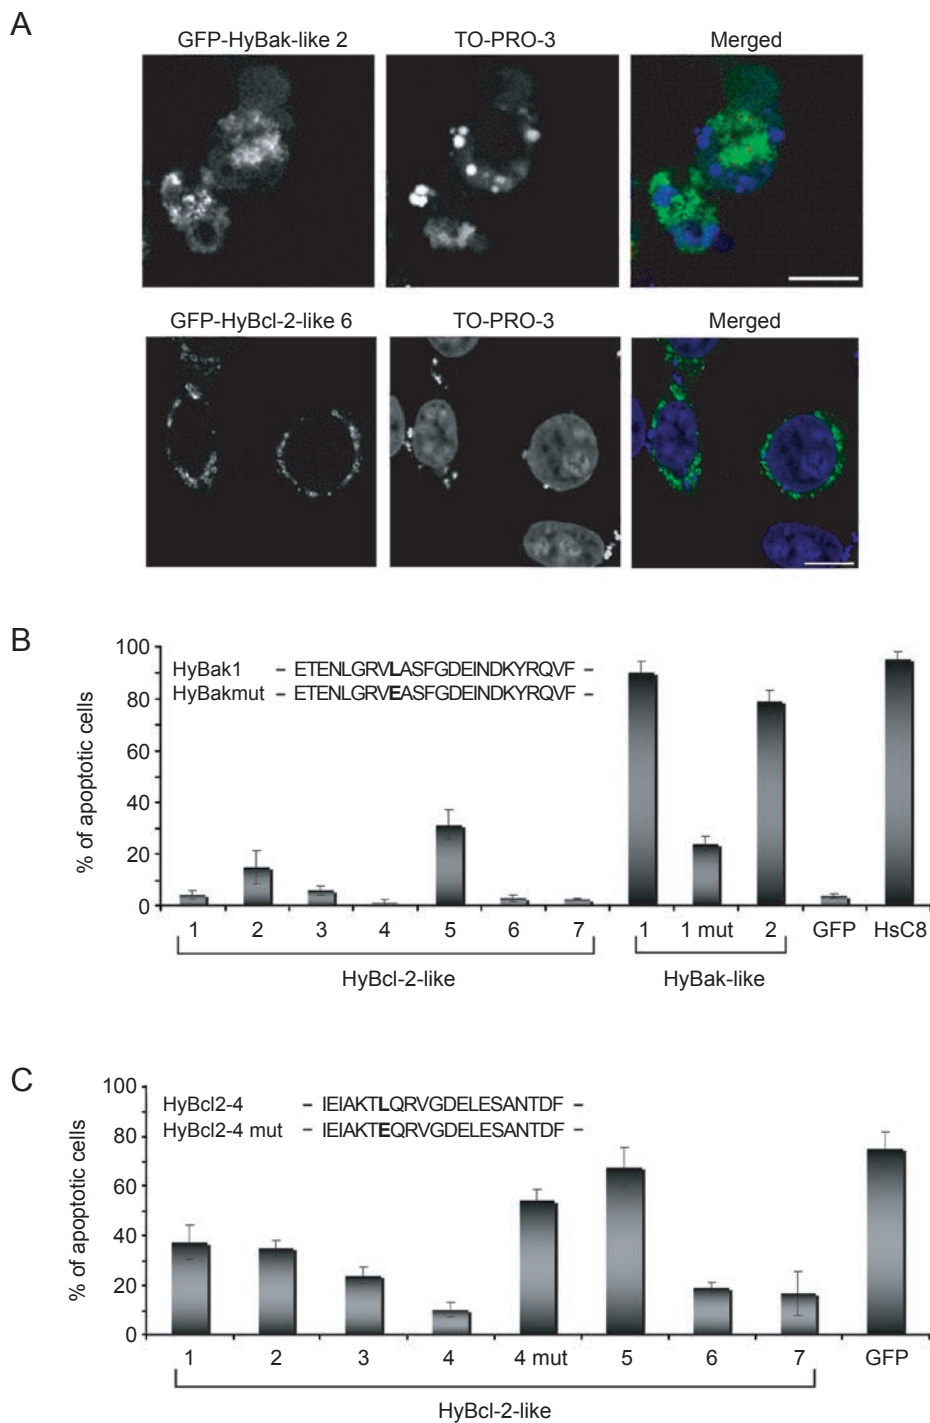 A
GFP-HyBak-like 2 TO-PRO-3 Merged
GFP-HyBcl-2-like 6 TO-PRO-3 Merged
B
% of apoptotic cells
100
80
60
40
20
0
HyBak1 – ETENLGRVLASFGDEINDKYRQVF –
HyBakmut – ETENLGRVEASFGDEINDKYRQVF –
1 2 3 4 5 6 7 1 1 mut 2 GFP HsC8
HyBcl-2-like HyBak-like
C
% of apoptotic cells
100
80
60
40
20
0
HyBcl2-4 – IEIAKTLQRVGDELESANTDF –
HyBcl2-4 mut – IEIAKTEQRVGDELESANTDF –
1 2 3 4 4 mut 5 6 7 GFP
HyBcl-2-like